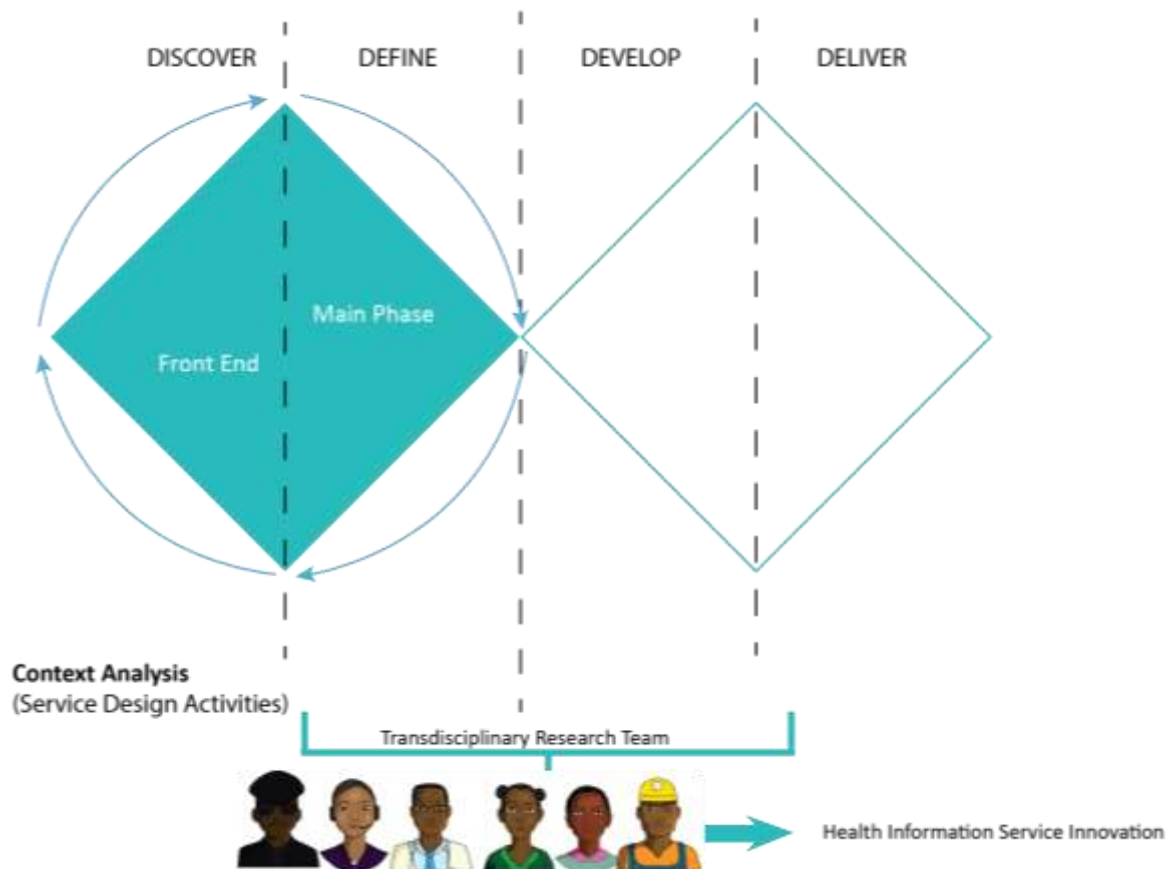 DISCOVER
DEFINE
DEVELOP
DELIVER
Main Phase
Front End
Context Analysis
(Service Design Activities)
Transdisciplinary Research Team
Health Information Service Innovation